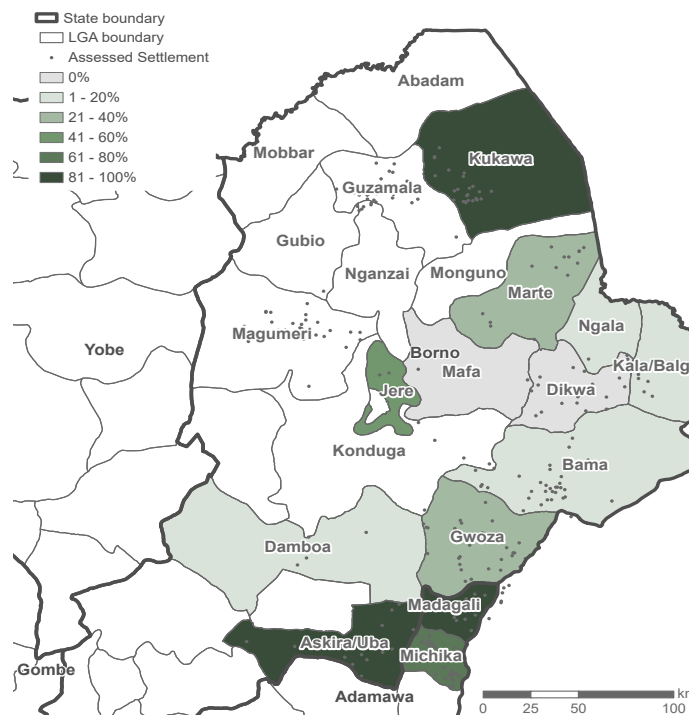 State boundary
LGA boundary
Assessed Settlement
0%
1 - 20%
21 - 40%
41 - 60%
61 - 80%
81 - 100%
Abadam
Mobbar
Kukawa
Guzamala
Gubio
Nganzai
Monguno
Marte
Magumeri
Ngala
Yobe
Borno
Mafa
Kala/Balg
Jere
Dikwa
Konduga
Bama
Damboa
Gwoza
Madagali
Askira/Uba
Michika
Gombe
Adamawa
km
0 25 50 100